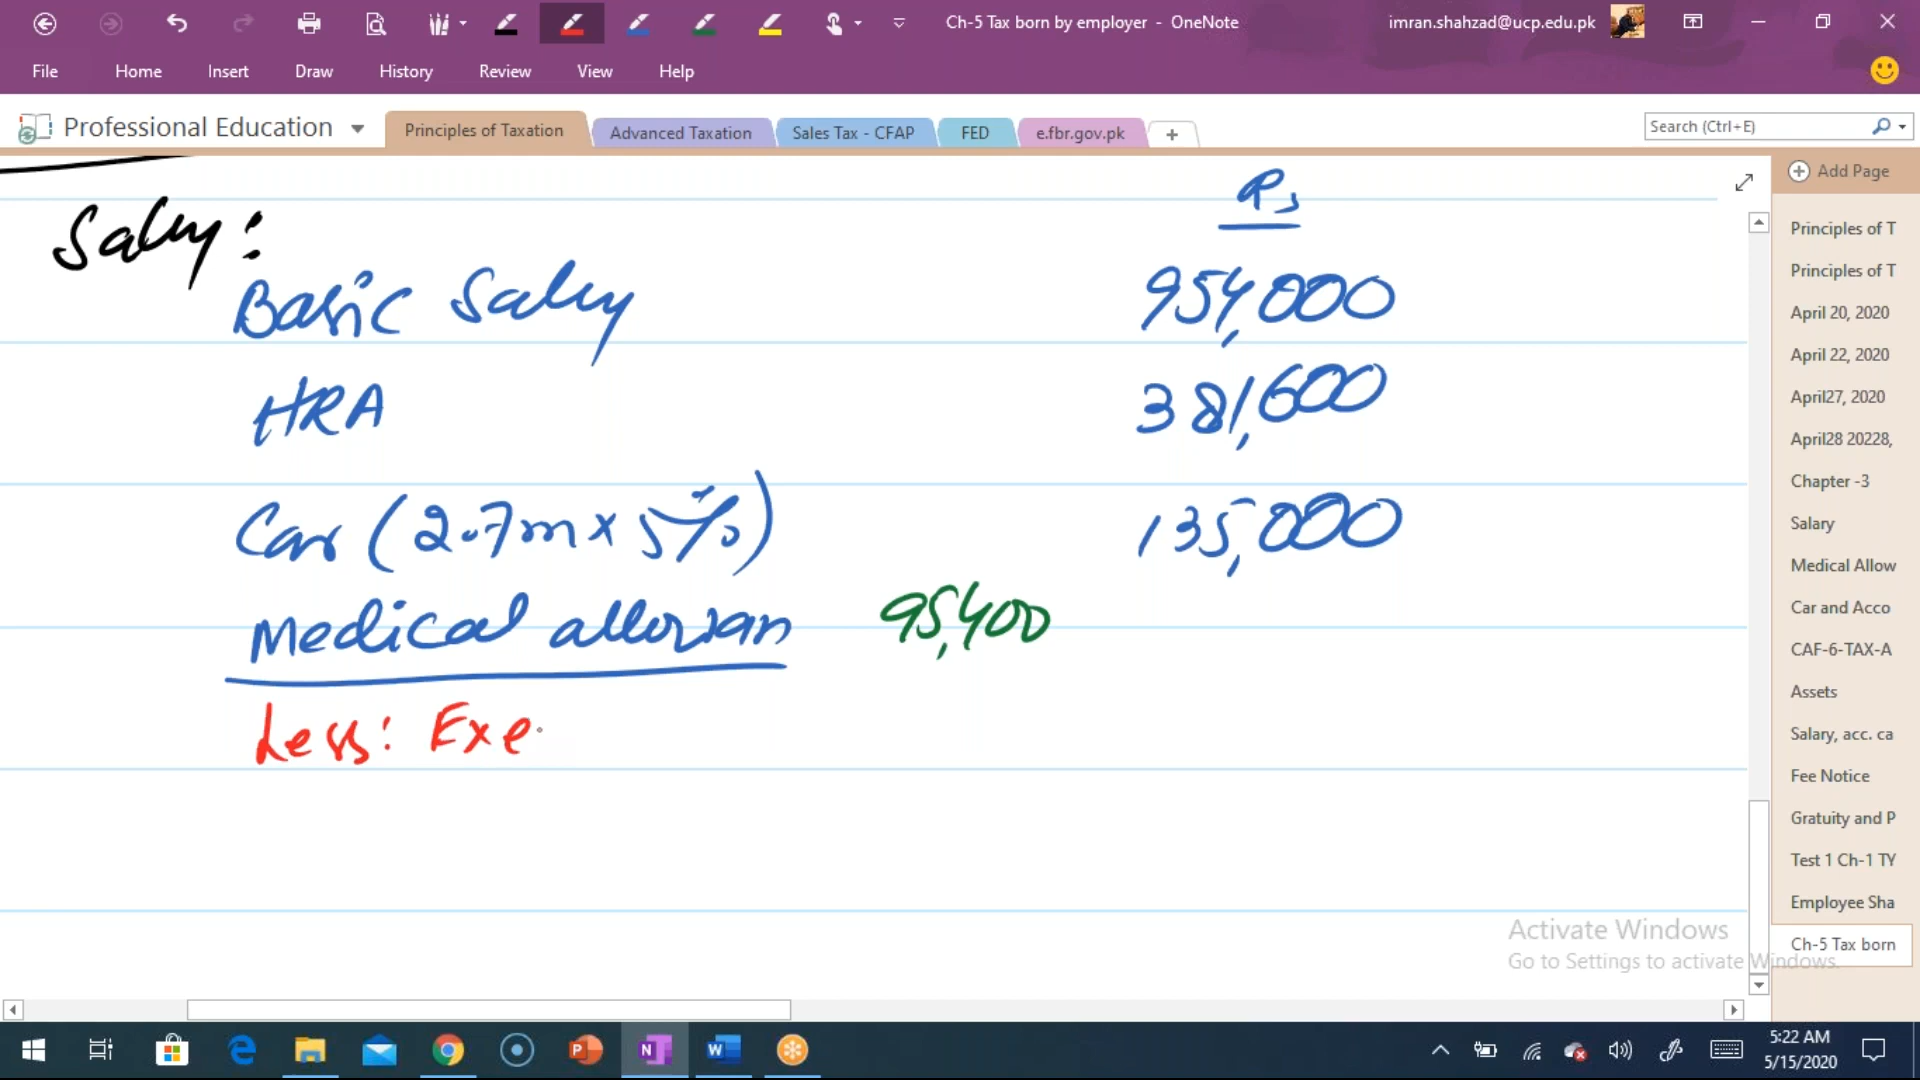 Ch-5 Tax born by employer - OneNote
imran.shahzad@ucp.edu.pk
File Home Insert Draw History Review View Help
Professional Education
Principles of Taxation
Advanced Taxation
Sales Tax - CFAP
FED
e.fbr.gov.pk
Search (Ctrl+E)
Add Page
Rs
Salary:
Basic Salary 954,000
HRA 381,600
Car (2.7m x 5%) 135,000
Medical allowan 95,400
Less: Exe
Principles of T
Principles of T
April 20, 2020
April 22, 2020
April27, 2020
April28 20228,
Chapter -3
Salary
Medical Allow
Car and Acco
CAF-6-TAX-A
Assets
Salary, acc. ca
Fee Notice
Gratuity and P
Test 1 Ch-1 TY
Employee Sha
Ch-5 Tax born
Activate Windows
Go to Settings to activate Windows.
5:22 AM
5/15/2020